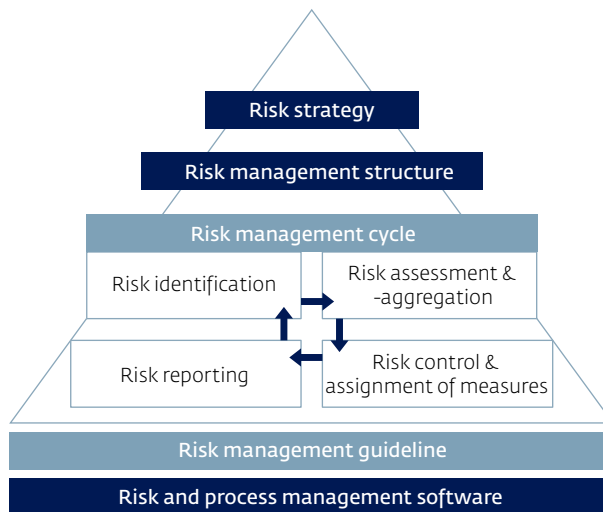 Risk strategy
Risk management structure
Risk management cycle
Risk identification
Risk assessment &
-aggregation
Risk reporting
Risk control &
assignment of measures
Risk management guideline
Risk and process management software